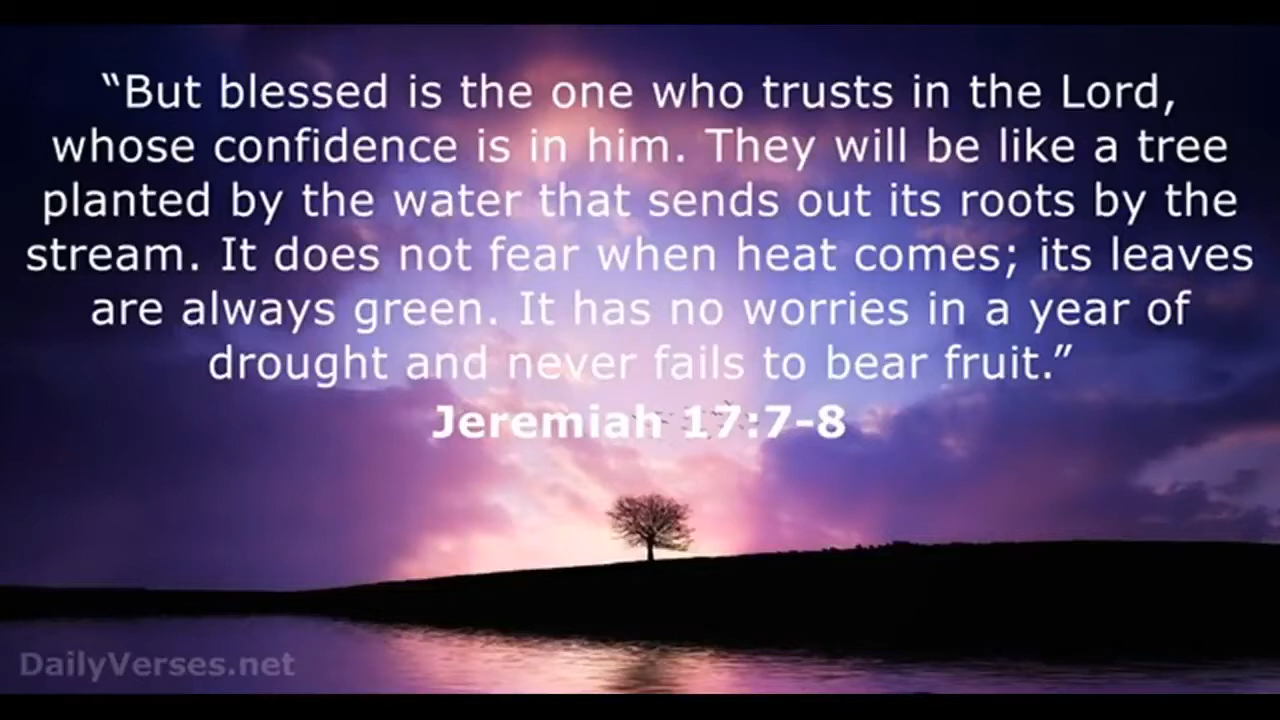 “But blessed is the one who trusts in the Lord,
whose confidence is in him. They will be like a tree
planted by the water that sends out its roots by the
stream. It does not fear when heat comes; its leaves
are always green. It has no worries in a year of
drought and never fails to bear fruit.”
Jeremiah 17:7-8
DailyVerses.net